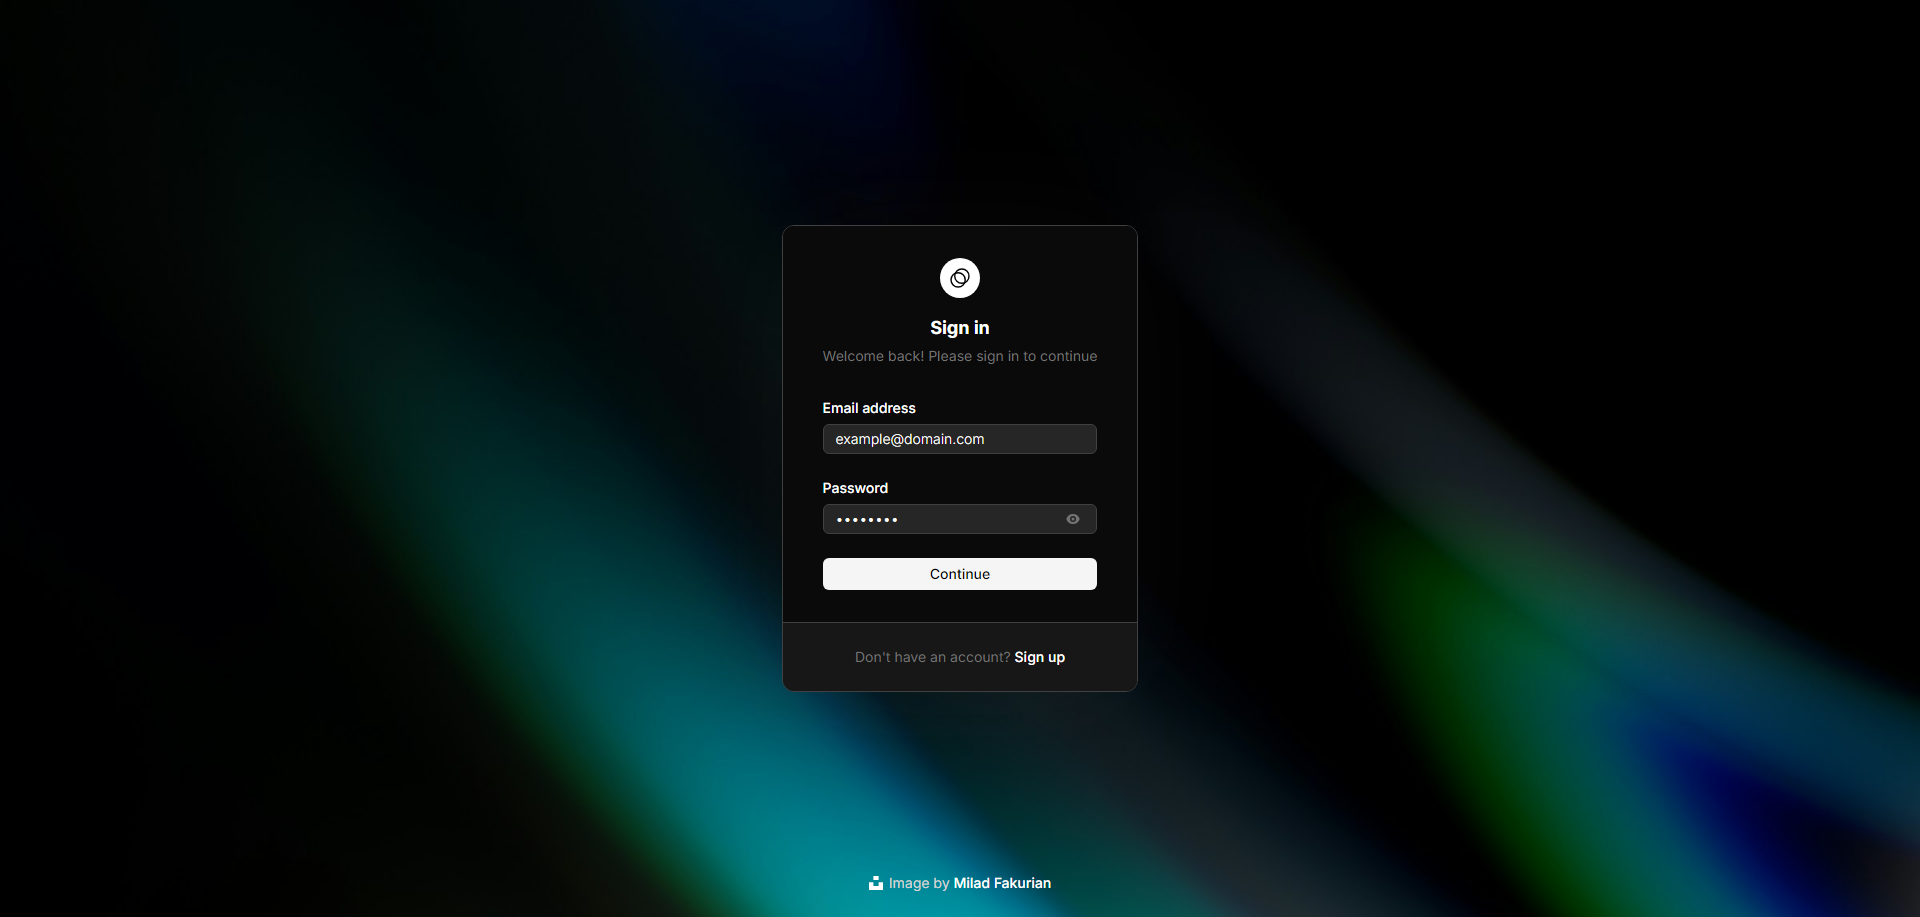 Sign in
Welcome back! Please sign in to continue
Email address
example@domain.com
Password
••••••••
Continue
Don't have an account? Sign up
Image by Milad Fakurian